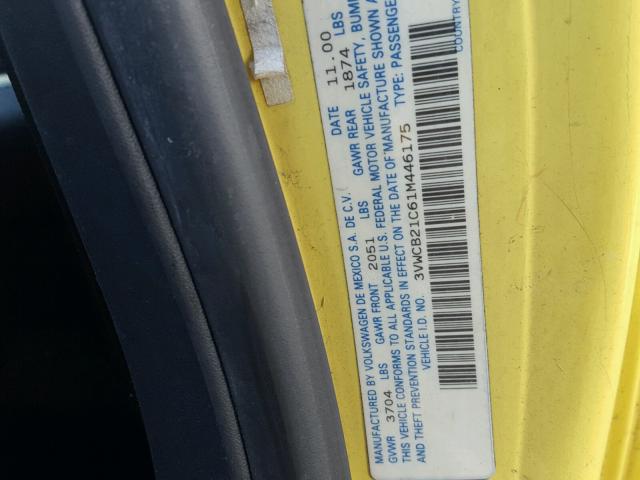 MANUFACTURED BY VOLKSWAGEN DE MEXICO S.A. DE C.V. DATE 11.00
GVWR 3704 LBS GAWR FRONT 2051 LBS GAWR REAR 1874 LBS
THIS VEHICLE CONFORMS TO ALL APPLICABLE U.S. FEDERAL MOTOR VEHICLE SAFETY, BUM
AND THEFT PREVENTION STANDARDS IN EFFECT ON THE DATE OF MANUFACTURE SHOWN A
VEHICLE I.D. NO. 3VWCB21C61M446175 TYPE: PASSENGE
COUNTRY